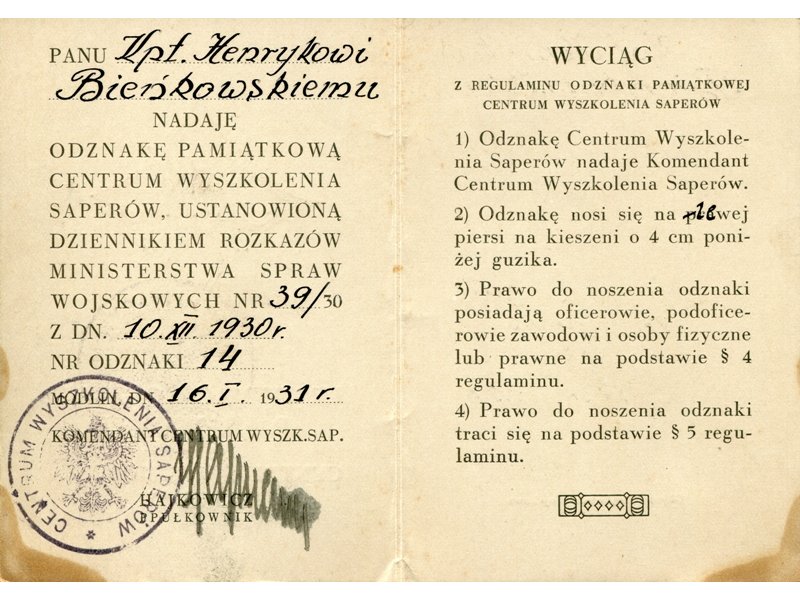 PANU Kpt. Henrykowi
Bieńkowskiemu
NADAJĘ
ODZNAKĘ PAMIĄTKOWĄ
CENTRUM WYSZKOLENIA
SAPERÓW, USTANOWIONĄ
DZIENNIKIEM ROZKAZÓW
MINISTERSTWA SPRAW
WOJSKOWYCH NR 39/30
Z DN. 10.XII.1930r.
NR ODZNAKI 14
MODLIN, DN. 16.I. 1931 r.
KOMENDANT CENTRUM WYSZK.SAP.
HAJKOWICZ
PPUŁKOWNIK
CENTRUM WYSZKOLENIA SAPERÓW *
WYCIĄG
Z REGULAMINU ODZNAKI PAMIĄTKOWEJ
CENTRUM WYSZKOLENIA SAPERÓW
1) Odznakę Centrum Wyszkole-
nia Saperów nadaje Komendant
Centrum Wyszkolenia Saperów.
2) Odznakę nosi się na lewej
piersi na kieszeni o 4 cm poni-
żej guzika.
3) Prawo do noszenia odznaki
posiadają oficerowie, podofice-
rowie zawodowi i osoby fizyczne
lub prawne na podstawie § 4
regulaminu.
4) Prawo do noszenia odznaki
traci się na podstawie § 5 regu-
laminu.